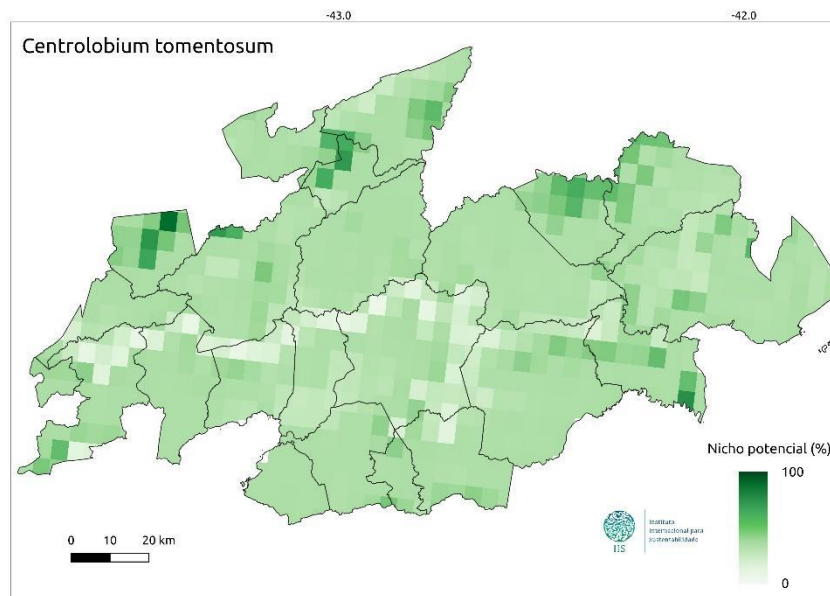 -43.0 -42.0
Centrolobium tomentosum
Nicho potencial (%)
100
0
0 10 20 km
IIS
Instituto
Internacional para
Sustentabilidade